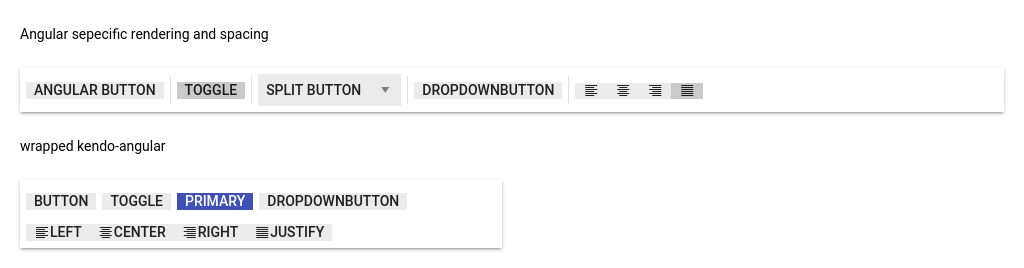 Angular sepecific rendering and spacing
ANGULAR BUTTON TOGGLE SPLIT BUTTON DROPDOWNBUTTON
wrapped kendo-angular
BUTTON TOGGLE PRIMARY DROPDOWNBUTTON
LEFT CENTER RIGHT JUSTIFY